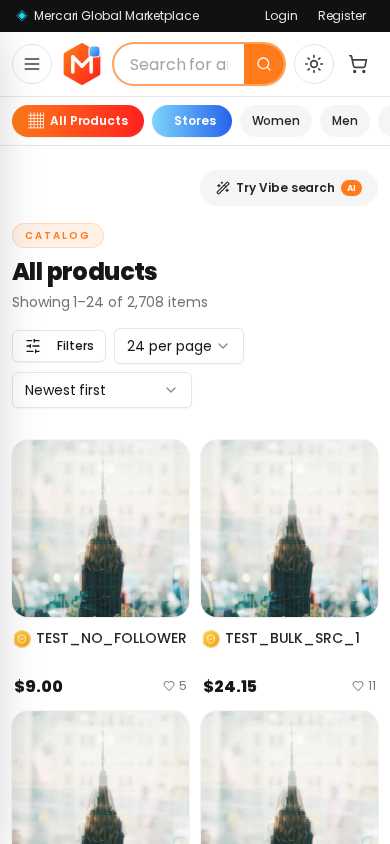 Mercari Global Marketplace Login Register
Search for a
All Products Stores Women Men
Try Vibe search AI
CATALOG
All products
Showing 1–24 of 2,708 items
Filters 24 per page
Newest first
TEST_NO_FOLLOWER TEST_BULK_SRC_1
$9.00 5 $24.15 11